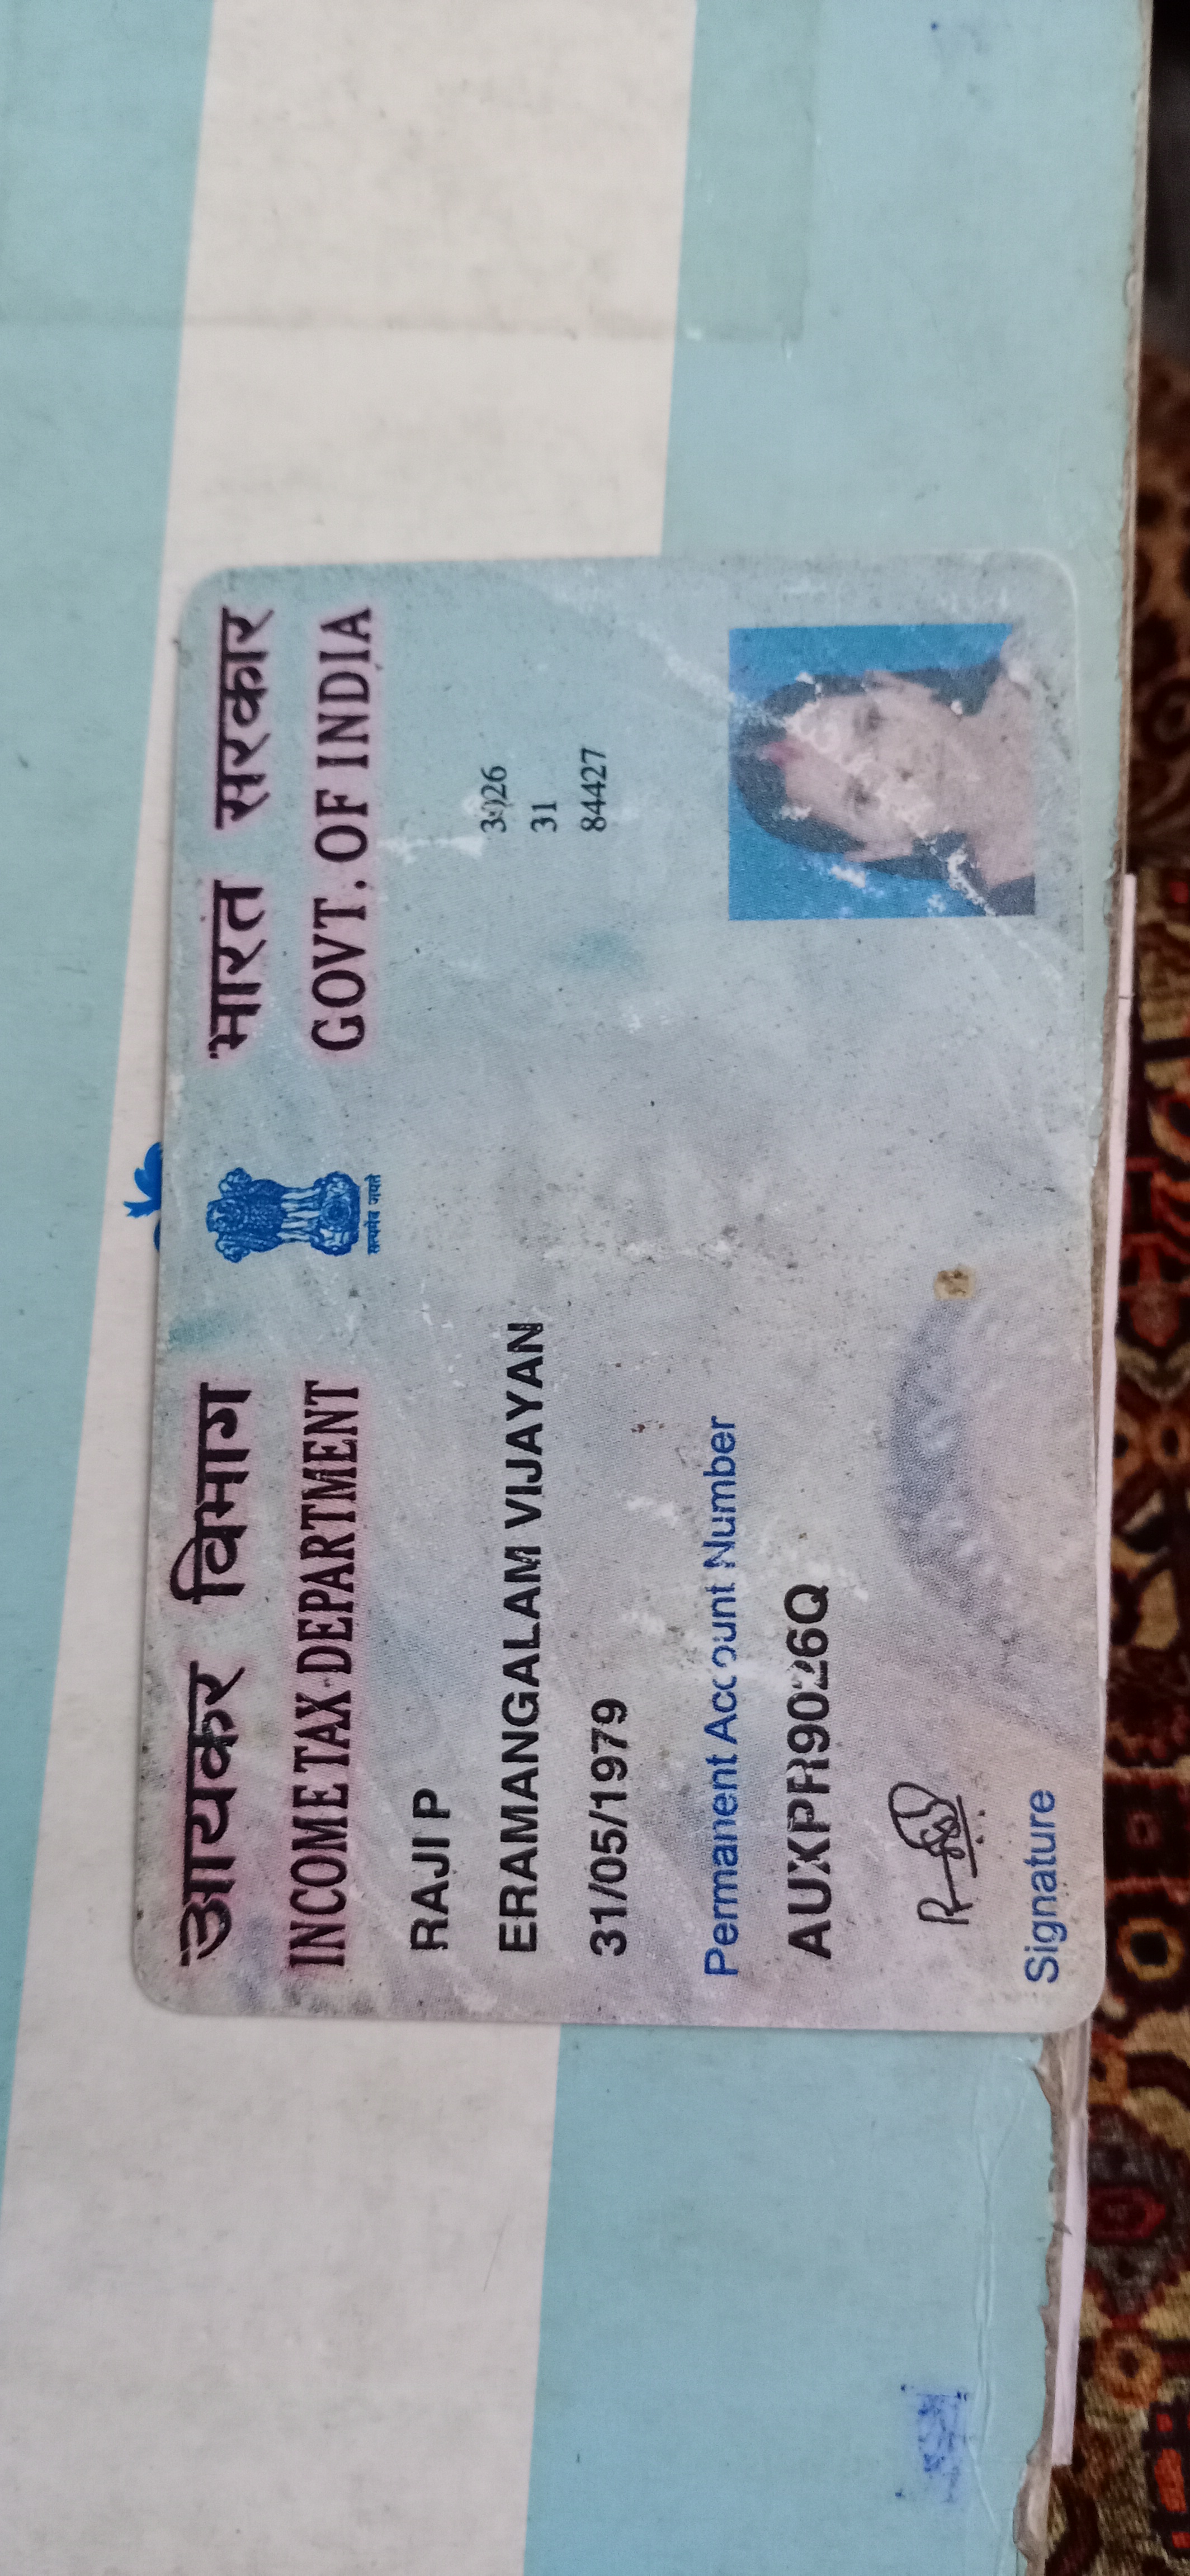 आयकर विभाग
INCOME TAX DEPARTMENT
सत्यमेव जयते
भारत सरकार
GOVT. OF INDIA
RAJI P
ERAMANGALAM VIJAYAN
31/05/1979
Permanent Account Number
AUXPR9026Q
Signature
31
84427